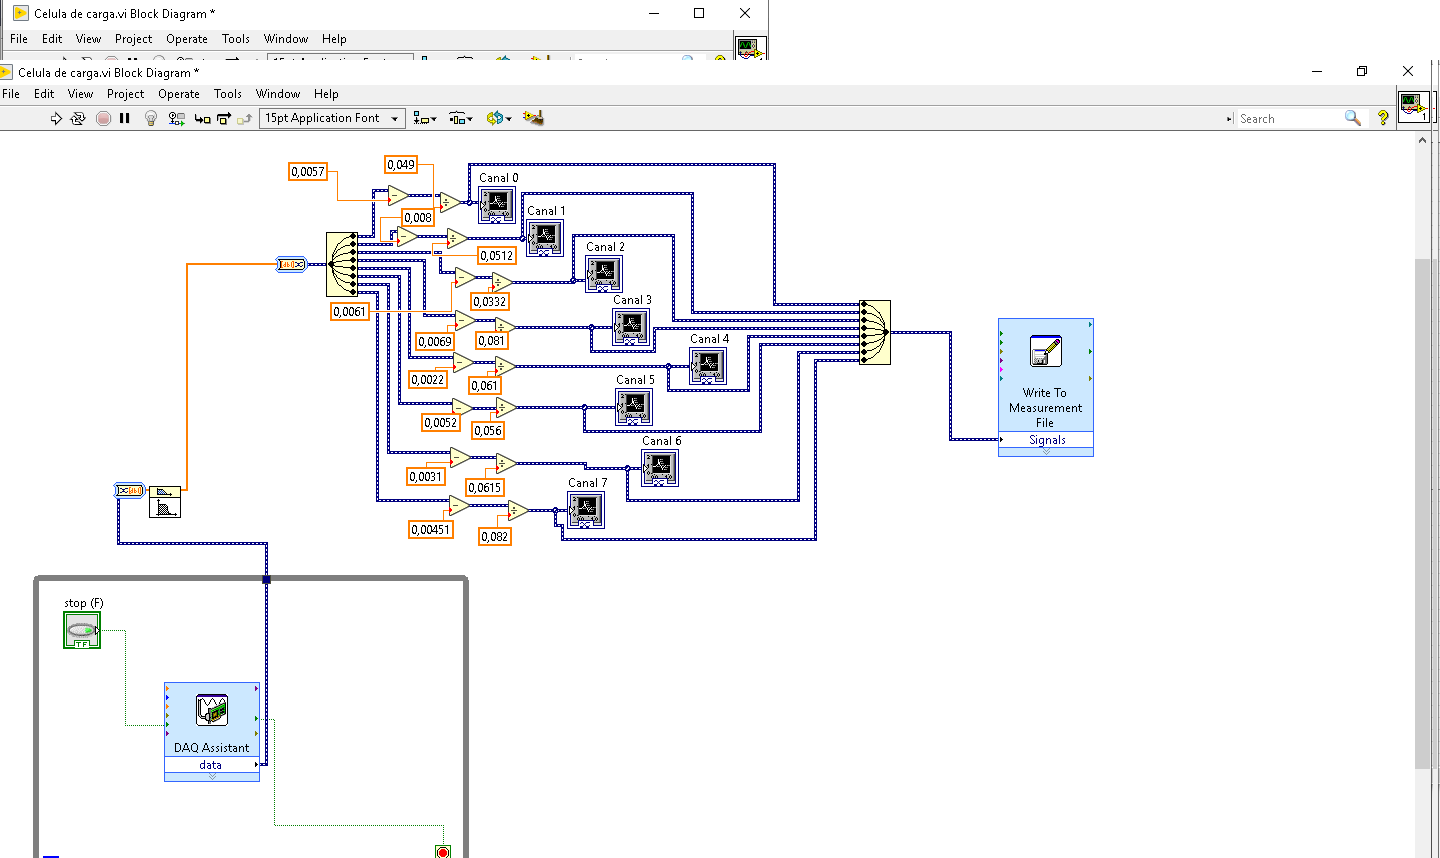 Celula de carga.vi Block Diagram *
File Edit View Project Operate Tools Window Help
Celula de carga.vi Block Diagram *
File Edit View Project Operate Tools Window Help
15pt Application Font
Search
1
0,0057
0,049
Canal 0
0,008
Canal 1
0,0512
Canal 2
0,0332
0,0061
Canal 3
0,0069
0,081
Canal 4
0,0022
0,061
Canal 5
0,0052
0,056
Canal 6
0,0031
0,0615
Canal 7
0,00451
0,082
Write To
Measurement
File
Signals
stop (F)
TF
DAQ Assistant
data